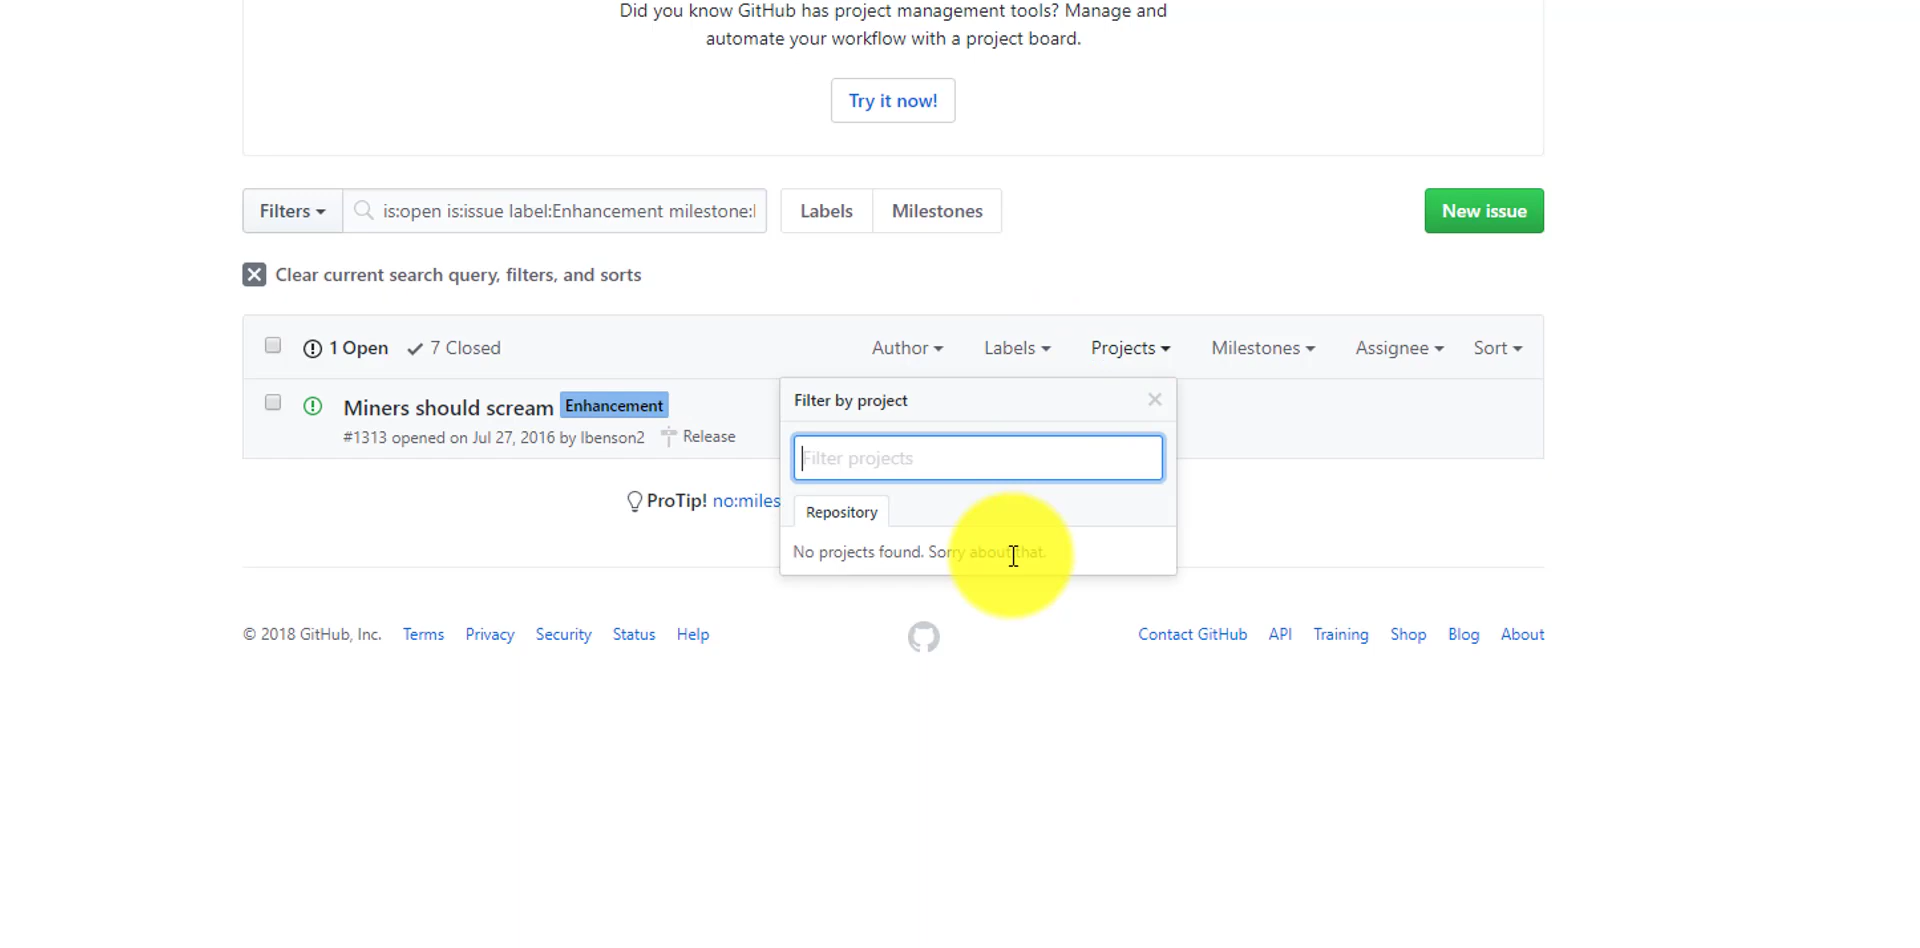 Did you know GitHub has project management tools? Manage and
automate your workflow with a project board.
Try it now!
Filters
is:open is:issue label:Enhancement milestone:
Labels
Milestones
New issue
Clear current search query, filters, and sorts
1 Open
7 Closed
Author
Labels
Projects
Milestones
Assignee
Sort
Miners should scream
Enhancement
#1313 opened on Jul 27, 2016 by lbenson2
Release
Filter by project
Filter projects
Repository
No projects found. Sorry about that.
ProTip! no:miles
© 2018 GitHub, Inc.
Terms
Privacy
Security
Status
Help
Contact GitHub
API
Training
Shop
Blog
About